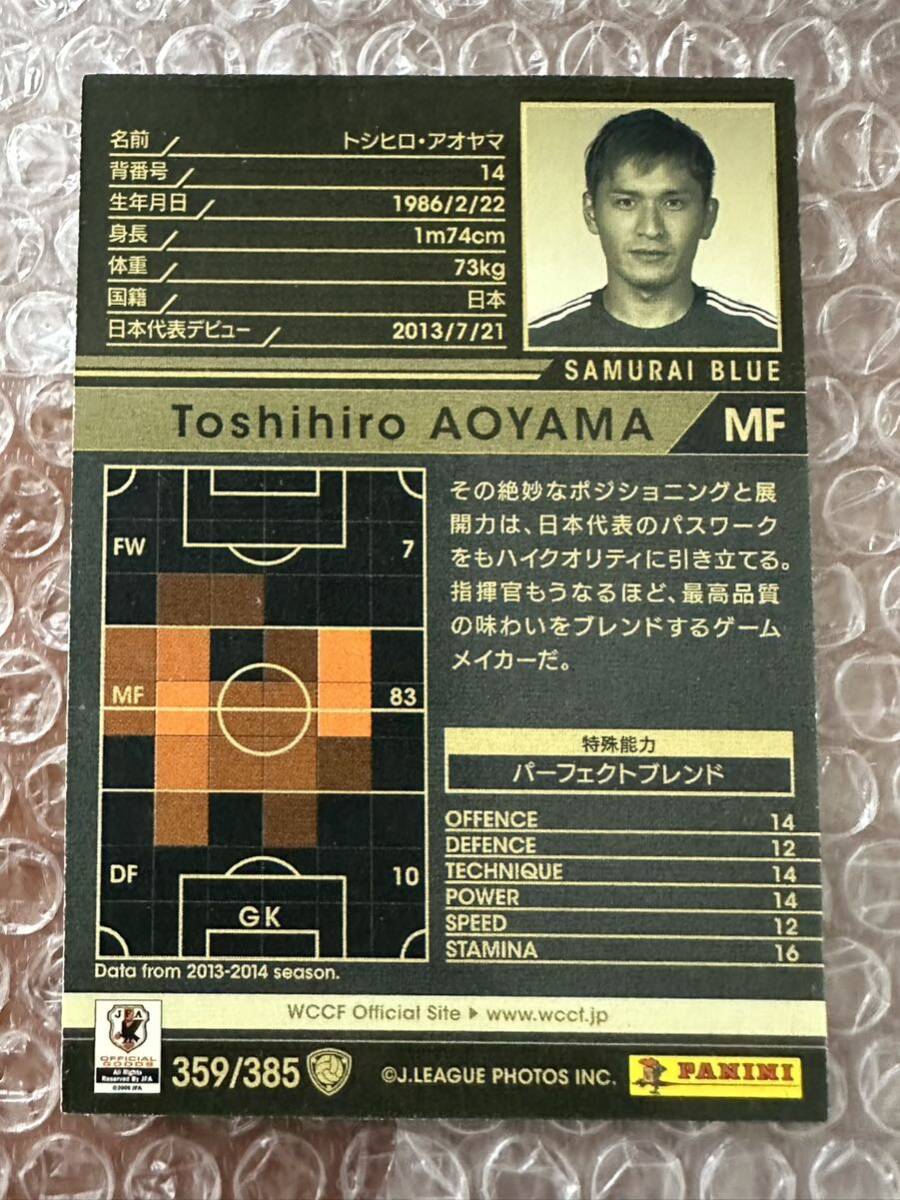 名前 トシヒロ・アオヤマ
背番号 14
生年月日 1986/2/22
身長 1m74cm
体重 73kg
国籍 日本
日本代表デビュー 2013/7/21
SAMURAI BLUE
Toshihiro AOYAMA MF
FW 7
MF 83
DF 10
GK
Data from 2013-2014 season.
その絶妙なポジショニングと展
開力は、日本代表のパスワーク
をもハイクオリティに引き立てる。
指揮官もうなるほど、最高品質
の味わいをブレンドするゲーム
メイカーだ。
特殊能力
パーフェクトブレンド
OFFENCE 14
DEFENCE 12
TECHNIQUE 14
POWER 14
SPEED 12
STAMINA 16
WCCF Official Site ▶ www.wccf.jp
JFA
OFFICIAL
GOODS
All Rights
Reserved By JFA
©2009 JFA
359/385
©J.LEAGUE PHOTOS INC.
PANINI